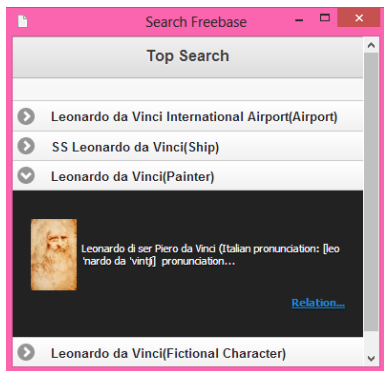 Search Freebase
Top Search
Leonardo da Vinci International Airport(Airport)
SS Leonardo da Vinci(Ship)
Leonardo da Vinci(Painter)
Leonardo di ser Piero da Vinci (Italian pronunciation: [leo
'nardo da 'vintʃi] pronunciation...
Relation...
Leonardo da Vinci(Fictional Character)